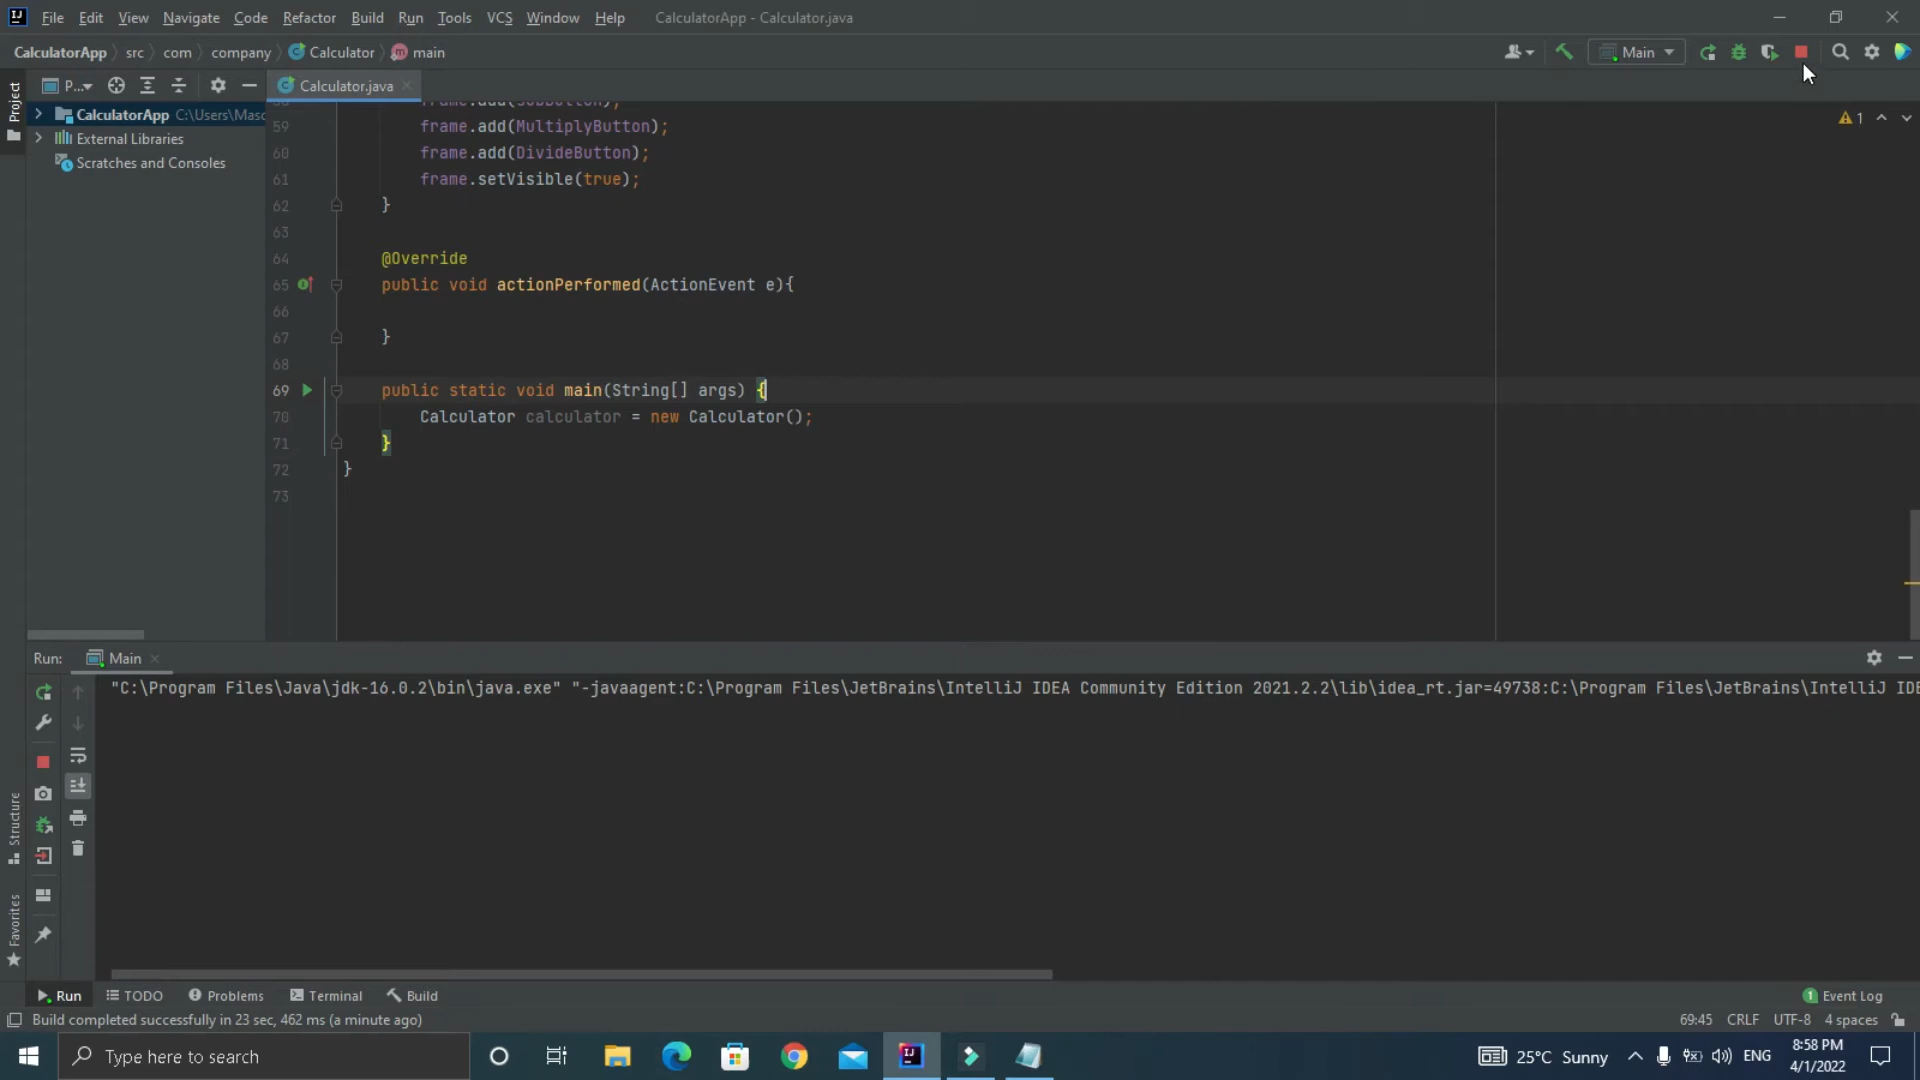 File Edit View Navigate Code Refactor Build Run Tools VCS Window Help CalculatorApp - Calculator.java
CalculatorApp src com company Calculator main
Main
Project
P...
Calculator.java
CalculatorApp C:\Users\Masc
External Libraries
Scratches and Consoles
1
58 frame.add(SubButton);
59 frame.add(MultiplyButton);
60 frame.add(DivideButton);
61 frame.setVisible(true);
62 }
63
64 @Override
65 public void actionPerformed(ActionEvent e){
66
67 }
68
69 public static void main(String[] args) {
70 Calculator calculator = new Calculator();
71 }
72 }
73
Run: Main
"C:\Program Files\Java\jdk-16.0.2\bin\java.exe" "-javaagent:C:\Program Files\JetBrains\IntelliJ IDEA Community Edition 2021.2.2\lib\idea_rt.jar=49738:C:\Program Files\JetBrains\IntelliJ IDE
Structure
Favorites
Run TODO Problems Terminal Build
1 Event Log
Build completed successfully in 23 sec, 462 ms (a minute ago)
69:45 CRLF UTF-8 4 spaces
Type here to search
25°C Sunny
ENG
8:58 PM
4/1/2022